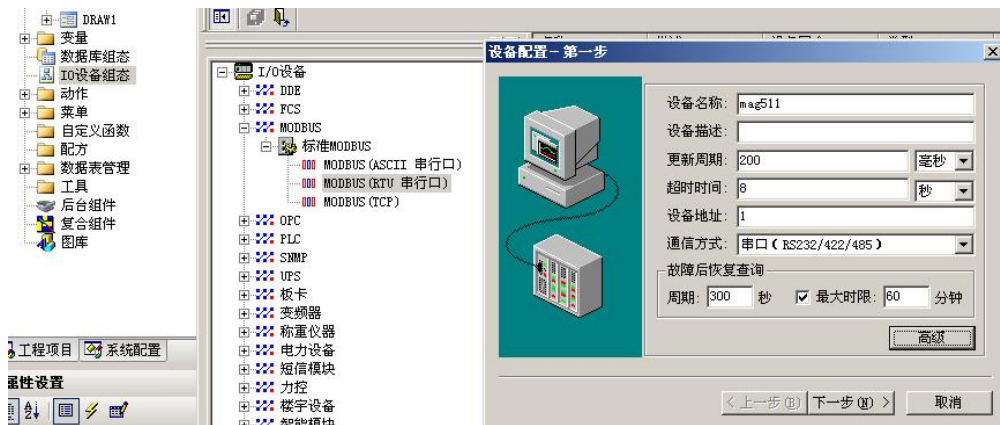 DRAW1
变量
数据库组态
IO设备组态
动作
菜单
自定义函数
配方
数据表管理
工具
后台组件
复合组件
图库
工程项目
系统配置
属性设置
I/O设备
DDE
FCS
MODBUS
标准MODBUS
MODBUS(ASCII 串行口)
MODBUS(RTU 串行口)
MODBUS(TCP)
OPC
PLC
SNMP
UPS
板卡
变频器
称重仪器
电力设备
短信模块
力控
楼宇设备
智能模块
设备配置－第一步
设备名称: mag511
设备描述:
更新周期: 200 毫秒
超时时间: 8 秒
设备地址: 1
通信方式: 串口(RS232/422/485)
故障后恢复查询
周期: 300 秒 最大时限: 60 分钟
高级
< 上一步(B) 下一步(N) > 取消